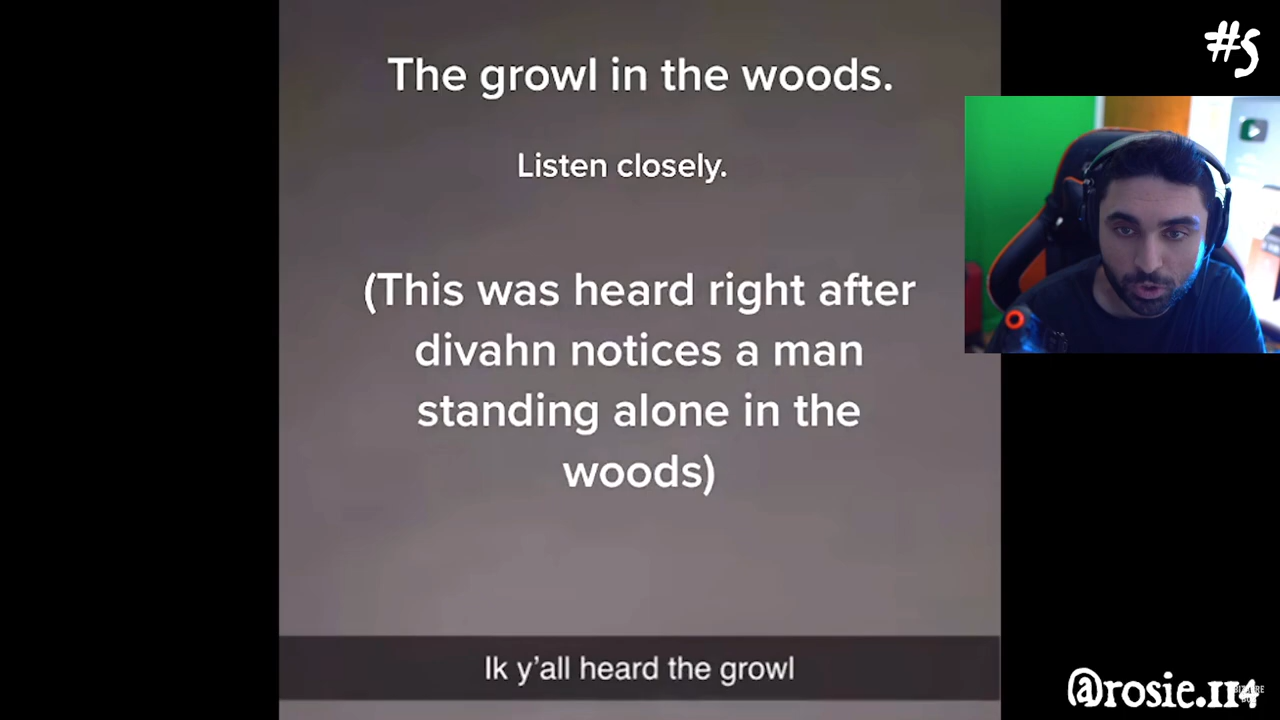 #5
The growl in the woods.
Listen closely.
(This was heard right after
divahn notices a man
standing alone in the
woods)
Ik y'all heard the growl
@rosie.114